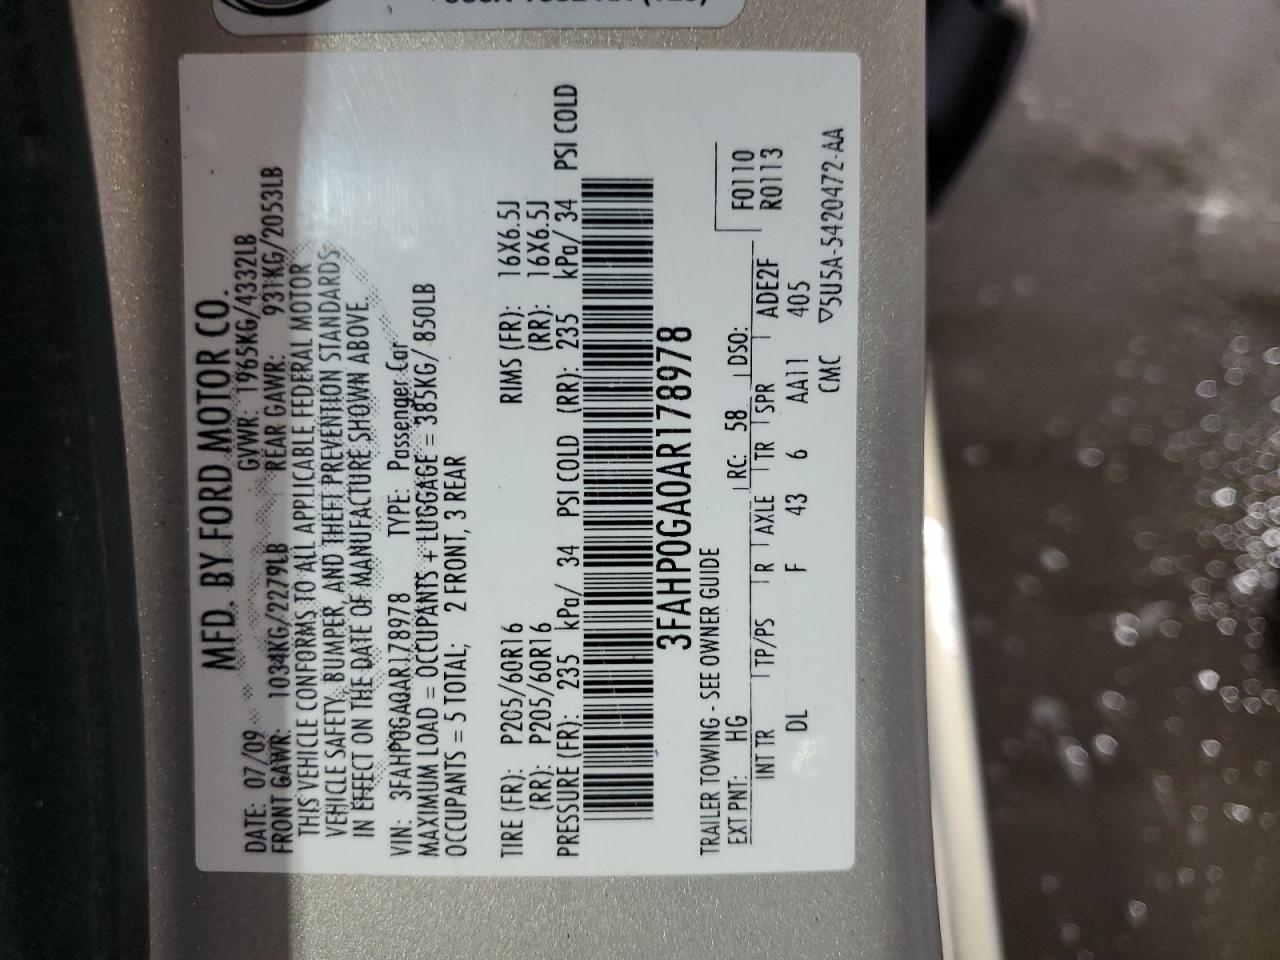 MFD. BY FORD MOTOR CO.
DATE: 07/09 GVWR: 1965KG/4332LB
FRONT GAWR: 1034KG/2279LB REAR GAWR: 931KG/2053LB
THIS VEHICLE CONFORMS TO ALL APPLICABLE FEDERAL MOTOR
VEHICLE SAFETY, BUMPER, AND THEFT PREVENTION STANDARDS
IN EFFECT ON THE DATE OF MANUFACTURE SHOWN ABOVE.
VIN: 3FAHP0GA0AR178978 TYPE: Passenger Car
MAXIMUM LOAD = OCCUPANTS + LUGGAGE = 385KG/ 850LB
OCCUPANTS = 5 TOTAL; 2 FRONT, 3 REAR
TIRE (FR): P205/60R16 RIMS (FR): 16X6.5J
(RR): P205/60R16 (RR): 16X6.5J
PRESSURE (FR): 235 kPa/ 34 PSI COLD (RR): 235 kPa/ 34 PSI COLD
3FAHP0GA0AR178978
TRAILER TOWING - SEE OWNER GUIDE
EXT PNT: HG RC: 58 DSO: F0110
INT TR TP/PS R AXLE TR SPR ADE2F R0113
DL F 43 6 AA11 405
CMC ▽5U5A-5420472-AA